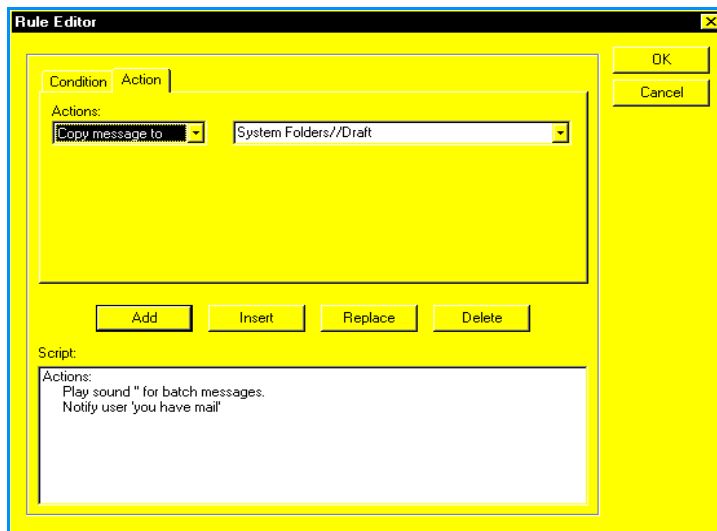 Rule Editor
OK
Cancel
Condition Action
Actions:
Copy message to System Folders//Draft
Add Insert Replace Delete
Script:
Actions:
Play sound '' for batch messages.
Notify user 'you have mail'